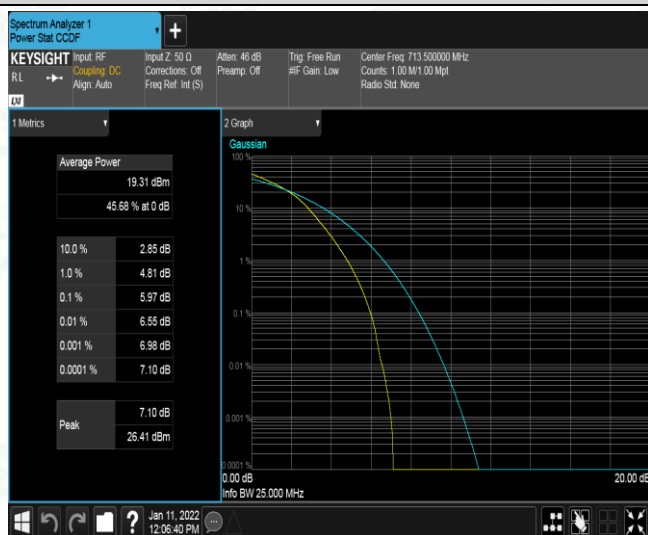 Spectrum Analyzer 1
Power Stat CCDF
KEYSIGHT
RL
LXI
Input: RF
Coupling: DC
Align: Auto
Input Z: 50 Ω
Corrections: Off
Freq Ref: Int (S)
Atten: 46 dB
Preamp: Off
Trig: Free Run
#IF Gain: Low
Center Freq: 713.500000 MHz
Counts: 1.00 M/1.00 Mpt
Radio Std: None
1 Metrics
Average Power
19.31 dBm
45.68 % at 0 dB
10.0 % 2.85 dB
1.0 % 4.81 dB
0.1 % 5.97 dB
0.01 % 6.55 dB
0.001 % 6.98 dB
0.0001 % 7.10 dB
Peak
7.10 dB
26.41 dBm
2 Graph
Gaussian
100 %
10 %
1 %
0.1 %
0.01 %
0.001 %
0.0001 %
0.00 dB 20.00 dB
Info BW 25.000 MHz
Jan 11, 2022
12:06:40 PM